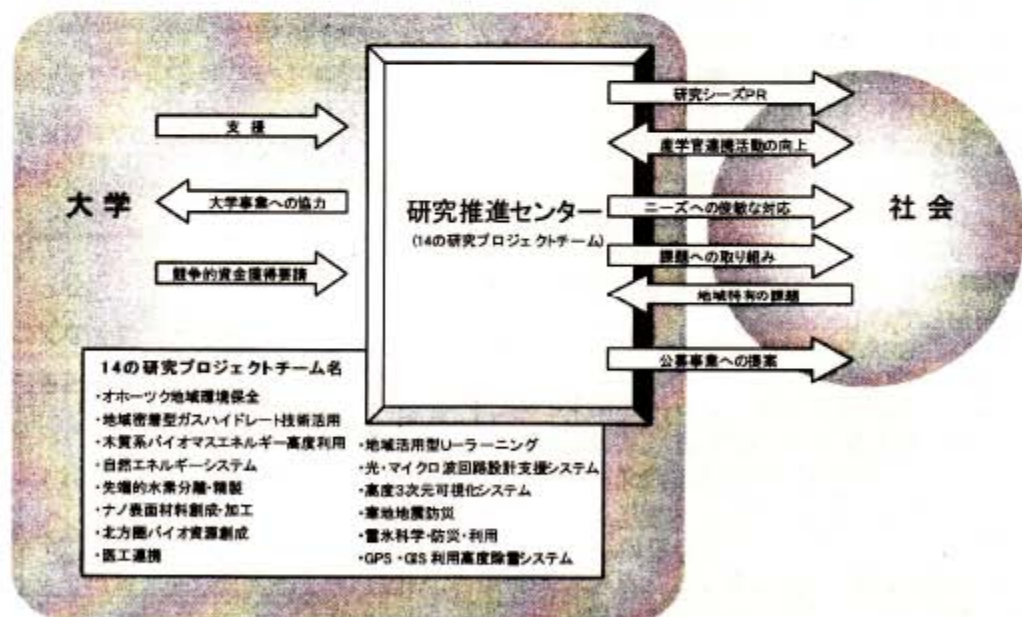 大学
支援
大学事業への協力
競争的資金獲得要請
研究推進センター
(14の研究プロジェクトチーム)
研究シーズPR
産学官連携活動の向上
ニーズへの俊敏な対応
課題への取り組み
地域特有の課題
公募事業への提案
社会
14の研究プロジェクトチーム名
・オホーツク地域環境保全
・地域密着型ガスハイドレート技術活用
・木質系バイオマスエネルギー高度利用
・自然エネルギーシステム
・先端的水素分離・精製
・ナノ表面材料創成・加工
・北方圏バイオ資源創成
・医工連携
・地域活用型U－ラーニング
・光・マイクロ波回路設計支援システム
・高度3次元可視化システム
・寒地地震防災
・雪氷科学・防災・利用
・GPS・GIS利用高度除雪システム